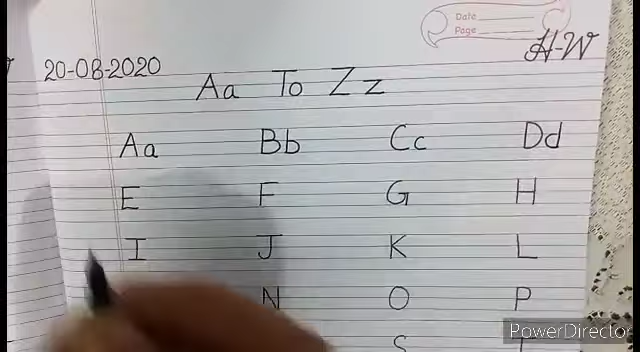 Date
Page
H-W
20-08-2020
Aa To Zz
Aa Bb Cc Dd
E F G H
I J K L
N O P
S T
PowerDirector